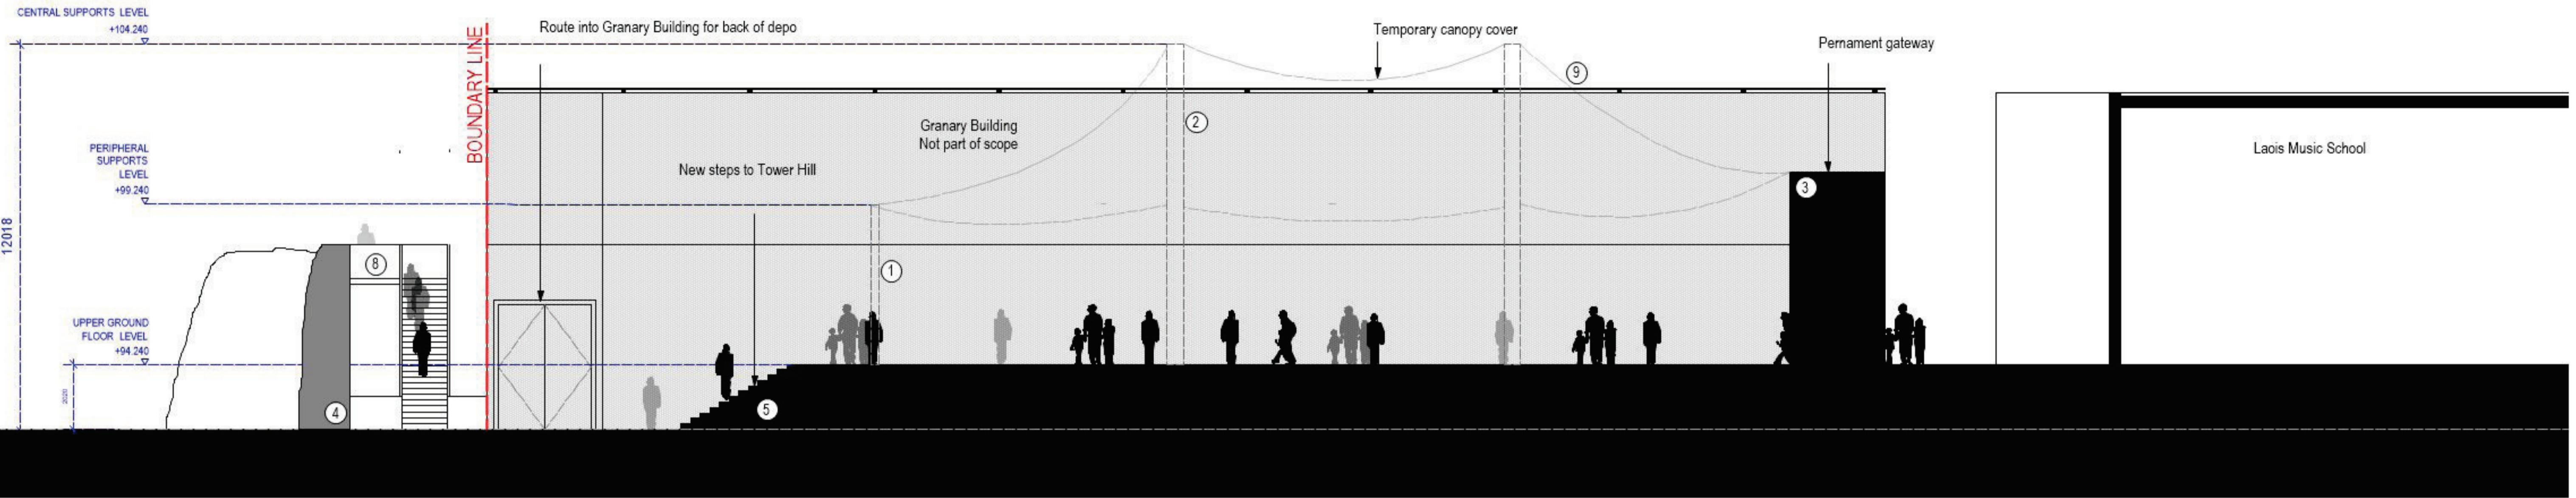 CENTRAL SUPPORTS LEVEL
+104.240
BOUNDARY LINE
Route into Granary Building for back of depo
Temporary canopy cover
Pernament gateway
9
2
Granary Building
Not part of scope
Laois Music School
PERIPHERAL
SUPPORTS
LEVEL
+99.240
New steps to Tower Hill
3
12018
8
1
UPPER GROUND
FLOOR LEVEL
+94.240
2020
4
5